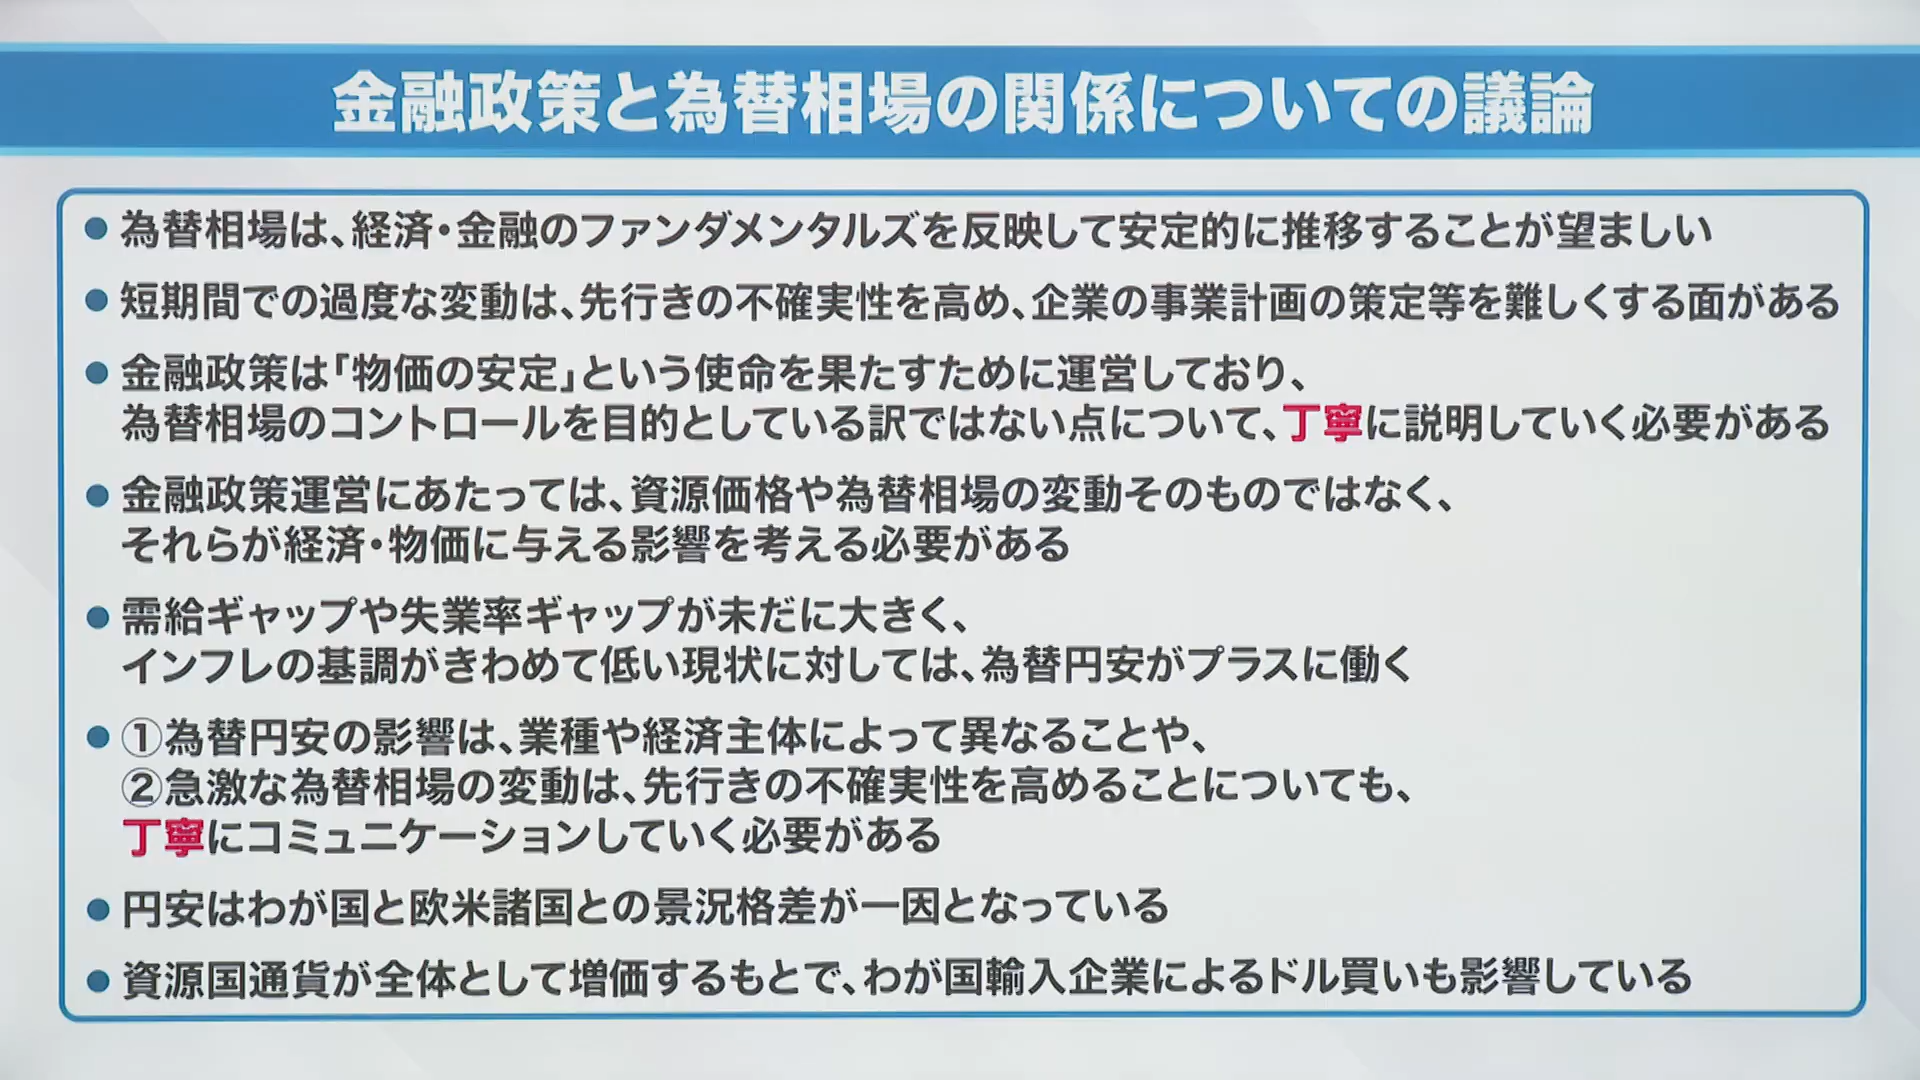 金融政策と為替相場の関係についての議論
●為替相場は、経済・金融のファンダメンタルズを反映して安定的に推移することが望ましい
●短期間での過度な変動は、先行きの不確実性を高め、企業の事業計画の策定等を難しくする面がある
●金融政策は｢物価の安定｣という使命を果たすために運営しており、
為替相場のコントロールを目的としている訳ではない点について、丁寧に説明していく必要がある
●金融政策運営にあたっては、資源価格や為替相場の変動そのものではなく、
それらが経済・物価に与える影響を考える必要がある
●需給ギャップや失業率ギャップが未だに大きく、
インフレの基調がきわめて低い現状に対しては、為替円安がプラスに働く
●①為替円安の影響は、業種や経済主体によって異なることや、
②急激な為替相場の変動は、先行きの不確実性を高めることについても、
丁寧にコミュニケーションしていく必要がある
●円安はわが国と欧米諸国との景況格差が一因となっている
●資源国通貨が全体として増価するもとで、わが国輸入企業によるドル買いも影響している